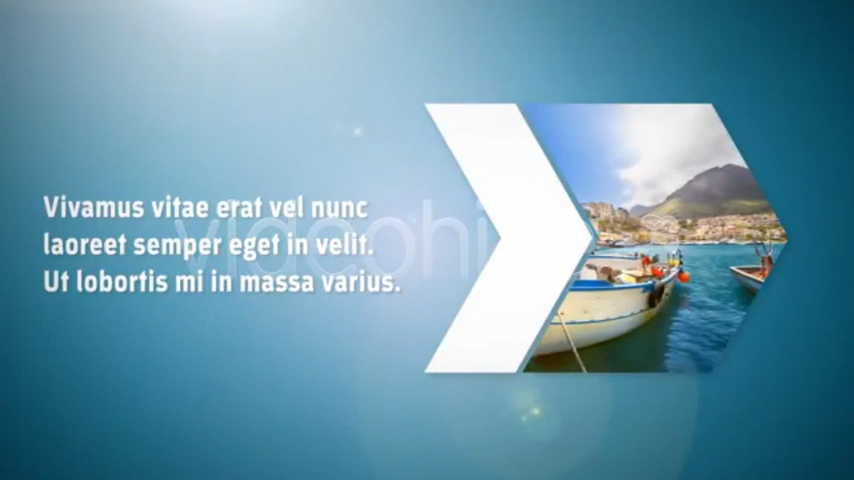 Vivamus vitae erat vel nunc
laoreet semper eget in velit.
Ut lobortis mi in massa varius.
videohive